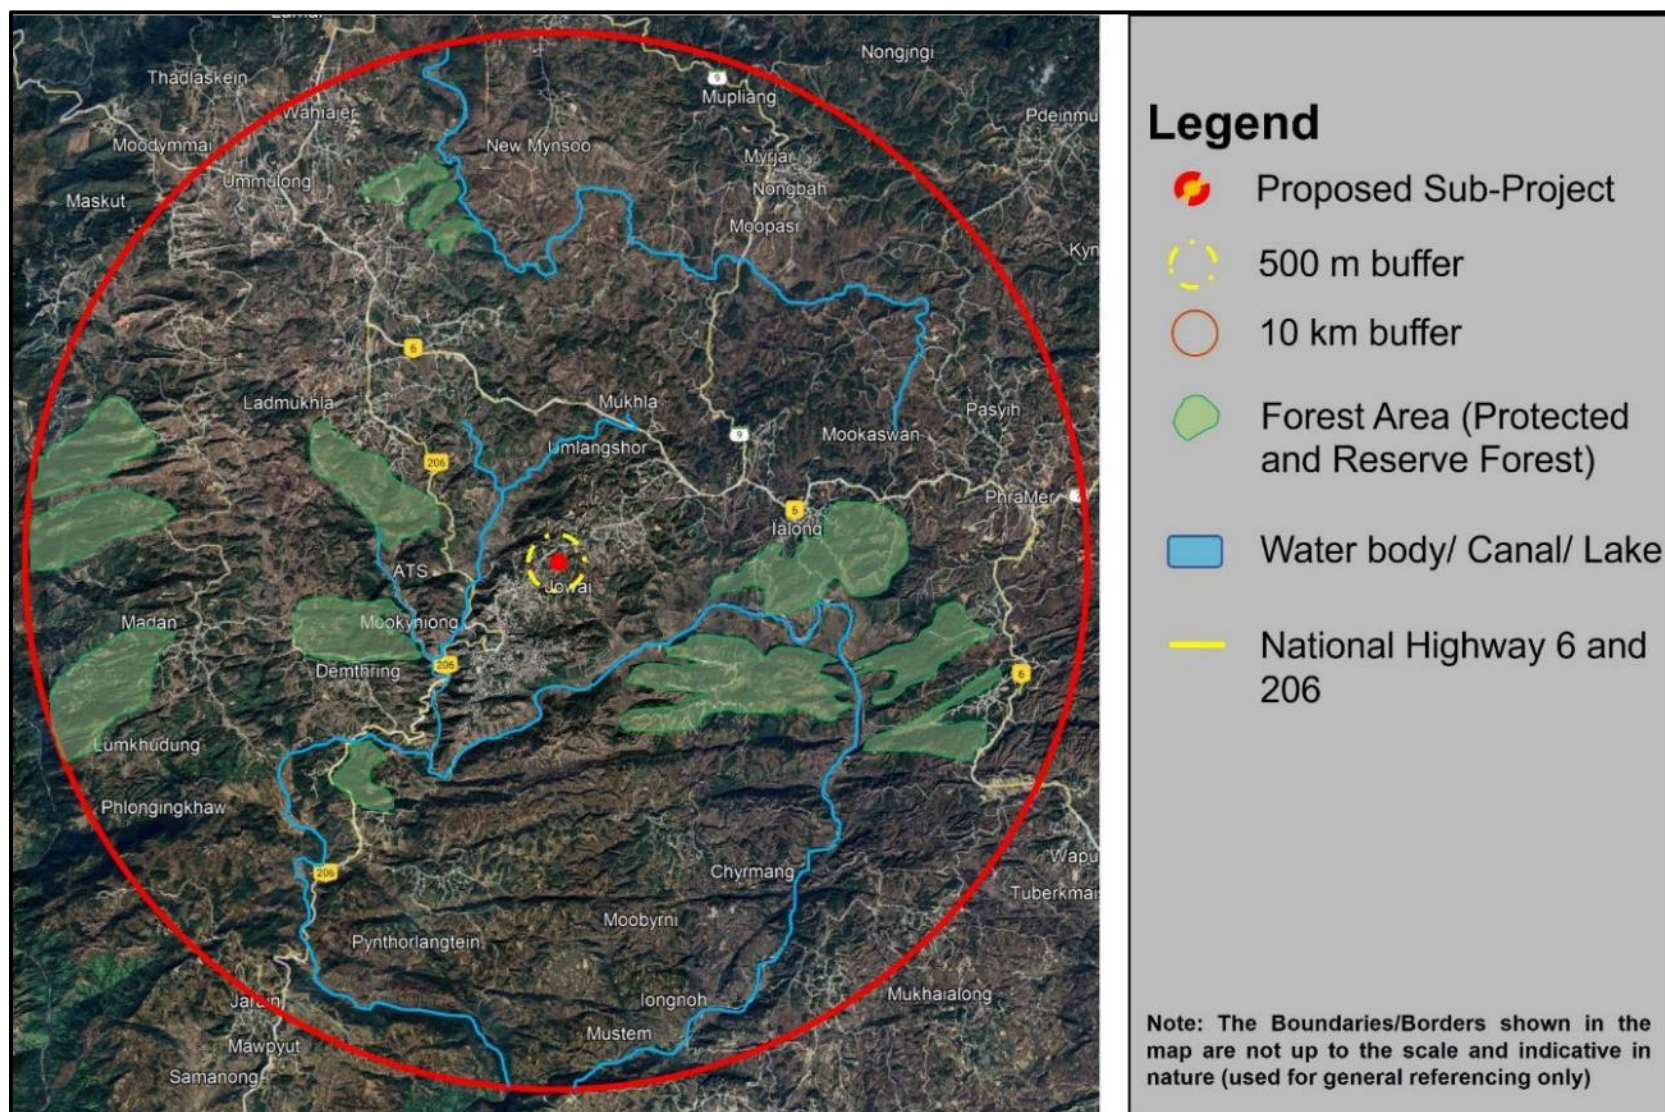 Nongjngi
Thadlaskein
9
Mupliang
Wahiajer
Pdeinmu
Moodymmai
New Mynsoo
Myrjar
Ummulong
Nongbah
Maskut
Moopasi
Kyn
6
Ladmukhla
Mukhla
Pasyih
9
Mookaswan
Umlangshor
206
PhraMer
6
Ialong
ATS
Jowai
Madan
Mookyniong
206
Demthring
6
Lumkhudung
Phlongingkhaw
Wapu
206
Chyrmang
Tuberkmai
Moobyrni
Pynthorlangtein
Jarain
Iongnoh
Mukhaialong
Mustem
Mawpyut
Samanong
Legend
Proposed Sub-Project
500 m buffer
10 km buffer
Forest Area (Protected
and Reserve Forest)
Water body/ Canal/ Lake
National Highway 6 and
206
Note: The Boundaries/Borders shown in the
map are not up to the scale and indicative in
nature (used for general referencing only)